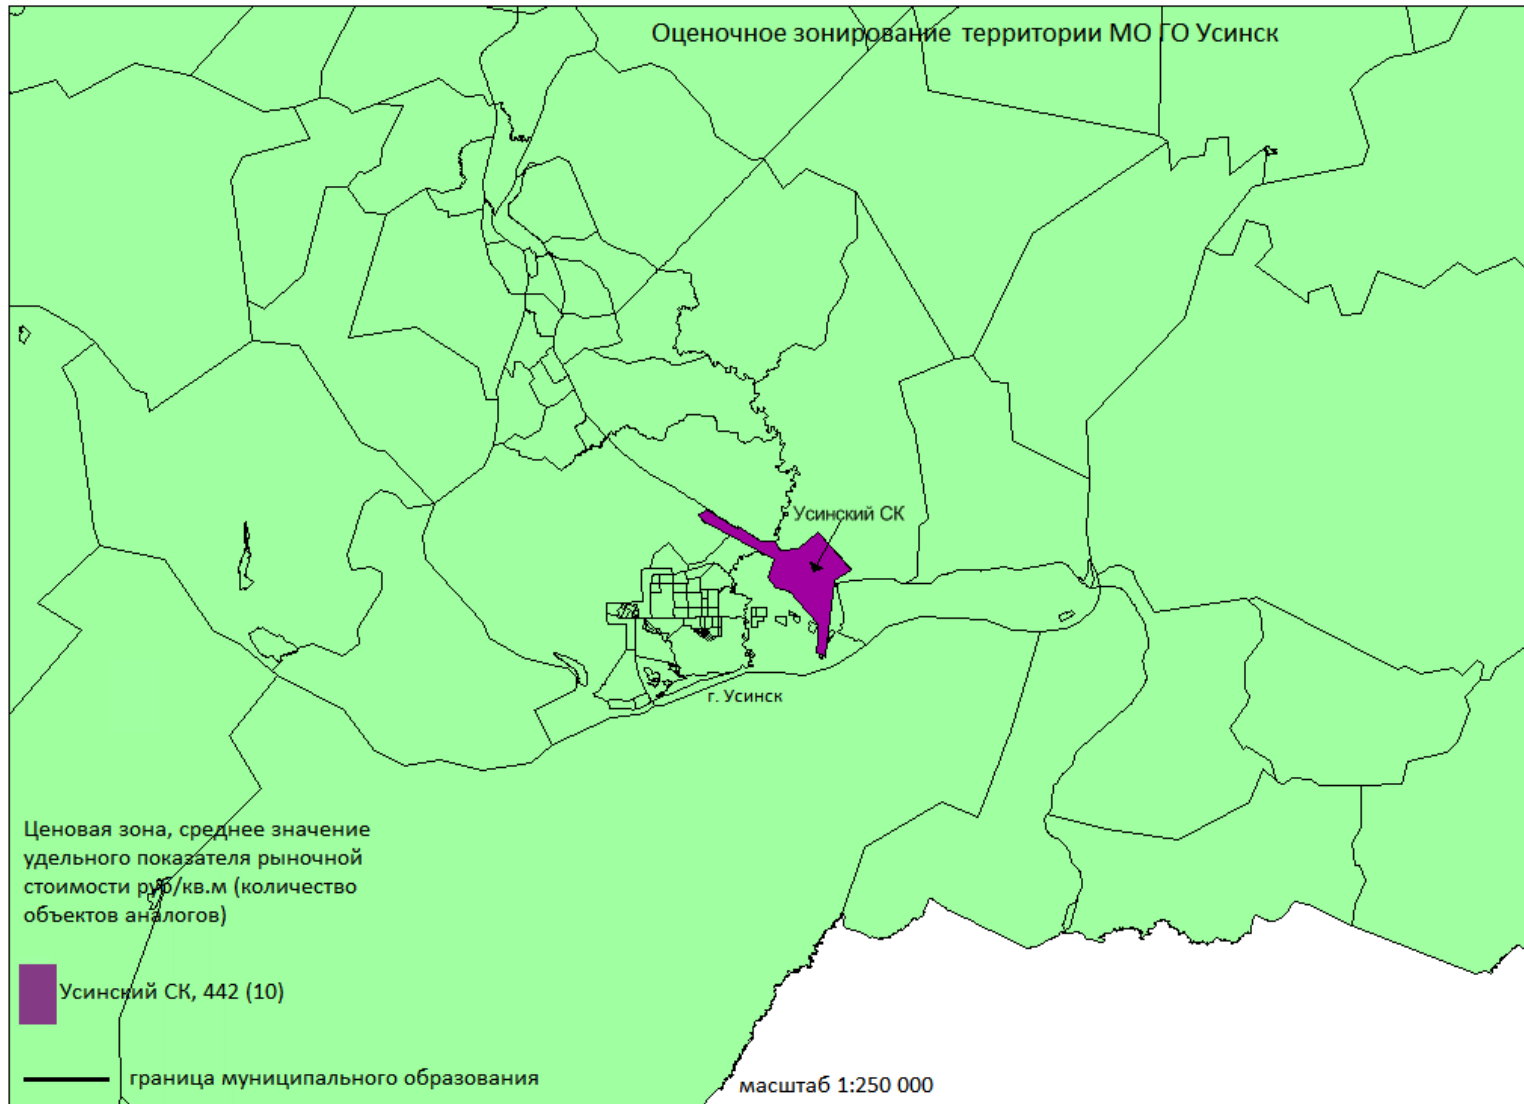 Оценочное зонирование территории МО ГО Усинск
Усинский СК
г. Усинск
Ценовая зона, среднее значение
удельного показателя рыночной
стоимости руб/кв.м (количество
объектов аналогов)
Усинский СК, 442 (10)
граница муниципального образования
масштаб 1:250 000